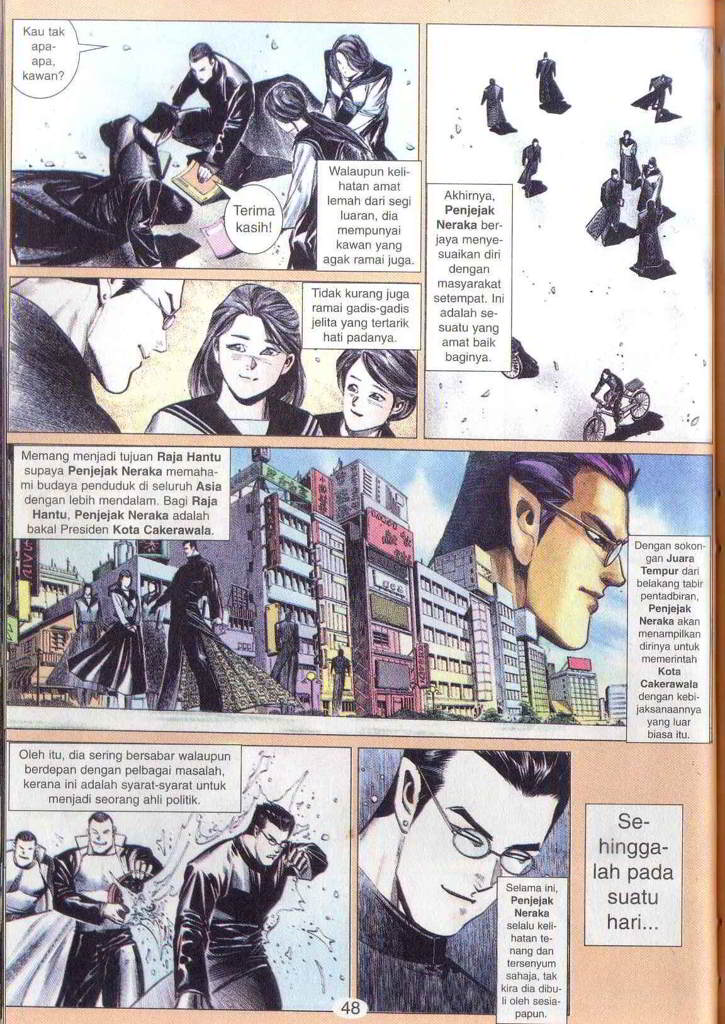 Kau tak
apa-
apa,
kawan?
Terima
kasih!
Walaupun keli-
hatan amat
lemah dari segi
luaran, dia
mempunyai
kawan yang
agak ramai juga.
Akhirnya,
Penjejak
Neraka ber-
jaya menye-
suaikan diri
dengan
masyarakat
setempat. Ini
adalah se-
suatu yang
amat baik
baginya.
Tidak kurang juga
ramai gadis-gadis
jelita yang tertarik
hati padanya.
Memang menjadi tujuan Raja Hantu
supaya Penjejak Neraka memaha-
mi budaya penduduk di seluruh Asia
dengan lebih mendalam. Bagi Raja
Hantu, Penjejak Neraka adalah
bakal Presiden Kota Cakerawala.
Dengan sokon-
gan Juara
Tempur dari
belakang tabir
pentadbiran,
Penjejak
Neraka akan
menampilkan
dirinya untuk
memerintah
Kota
Cakerawala
dengan kebi-
jaksanaannya
yang luar
biasa itu.
Oleh itu, dia sering bersabar walaupun
berdepan dengan pelbagai masalah,
kerana ini adalah syarat-syarat untuk
menjadi seorang ahli politik.
Selama ini,
Penjejak
Neraka
selalu keli-
hatan te-
nang dan
tersenyum
sahaja, tak
kira dia dibu-
li oleh sesia-
papun.
Se-
hingga-
lah pada
suatu
hari...
48